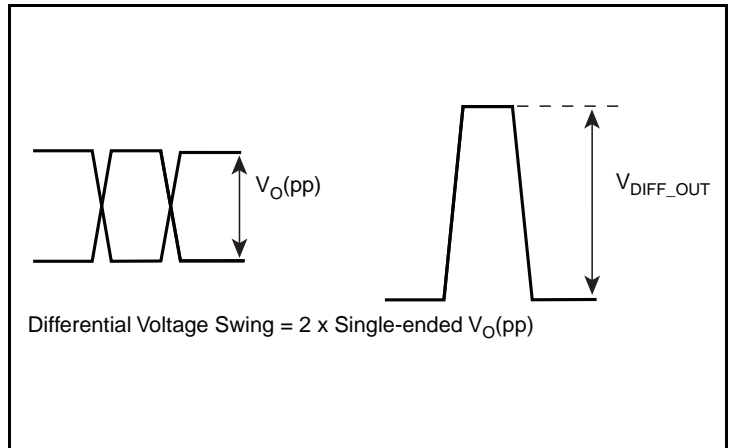 V_O(pp)
V_DIFF_OUT
Differential Voltage Swing = 2 x Single-ended V_O(pp)